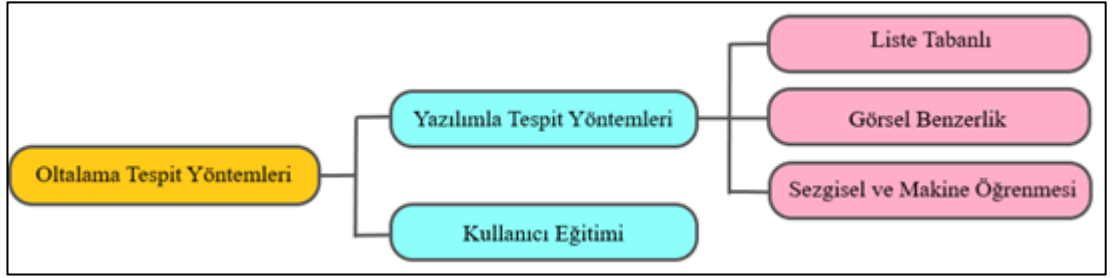 Oltalama Tespit Yöntemleri
Yazılımla Tespit Yöntemleri
Kullanıcı Eğitimi
Liste Tabanlı
Görsel Benzerlik
Sezgisel ve Makine Öğrenmesi